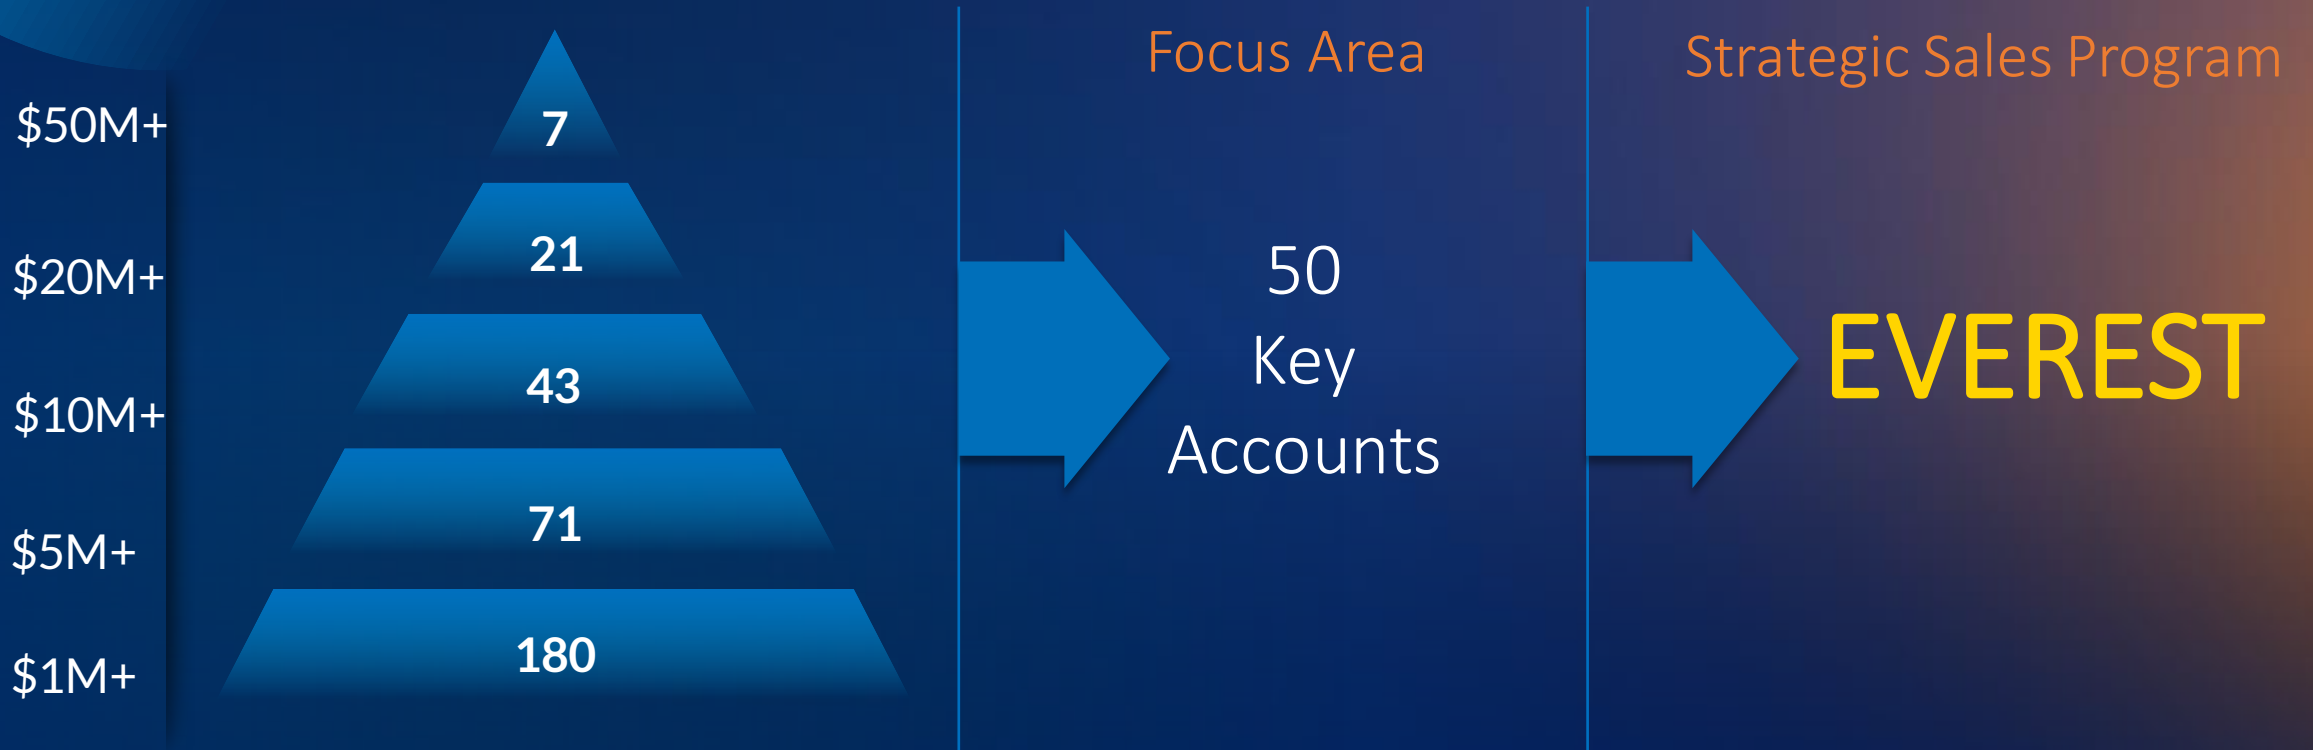 $50M+
7
$20M+
21
$10M+
43
$5M+
71
$1M+
180
Focus Area
50
Key
Accounts
Strategic Sales Program
EVEREST